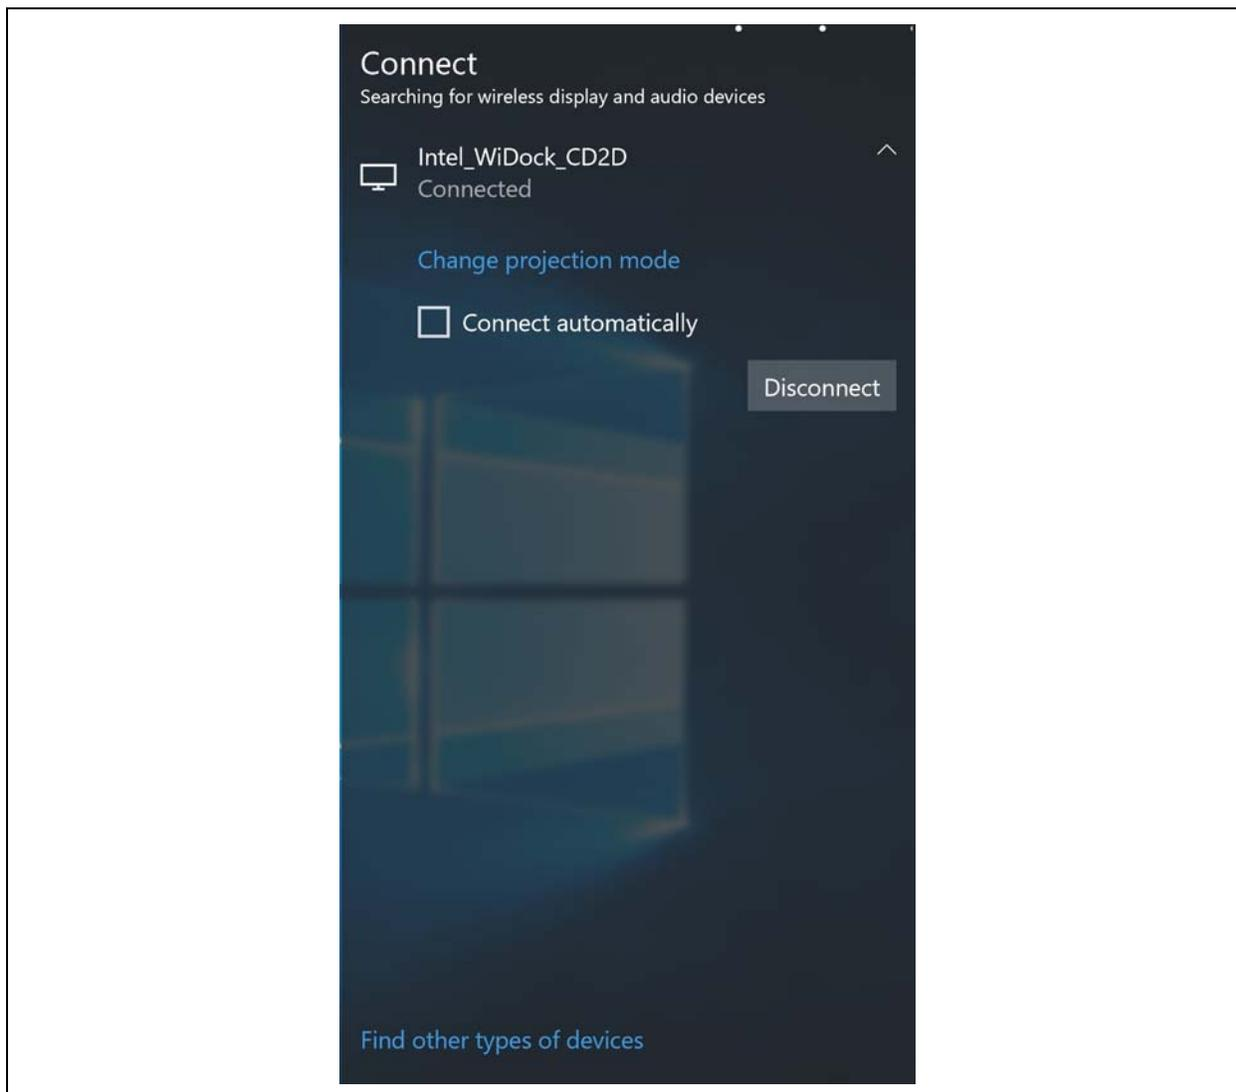 Connect
Searching for wireless display and audio devices
Intel_WiDock_CD2D
Connected
Change projection mode
Connect automatically
Disconnect
Find other types of devices